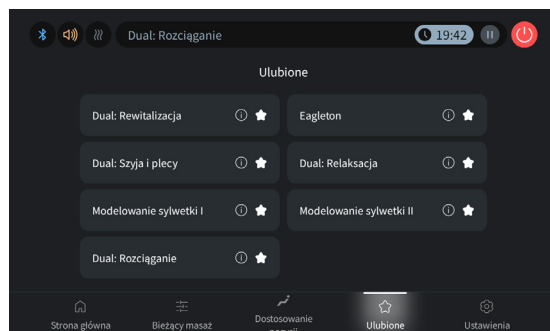 Dual: Rozciąganie
19:42
Ulubione
Dual: Rewitalizacja
Eagleton
Dual: Szyja i plecy
Dual: Relaksacja
Modelowanie sylwetki I
Modelowanie sylwetki II
Dual: Rozciąganie
Strona główna
Bieżący masaż
Dostosowanie
pozycji
Ulubione
Ustawienia